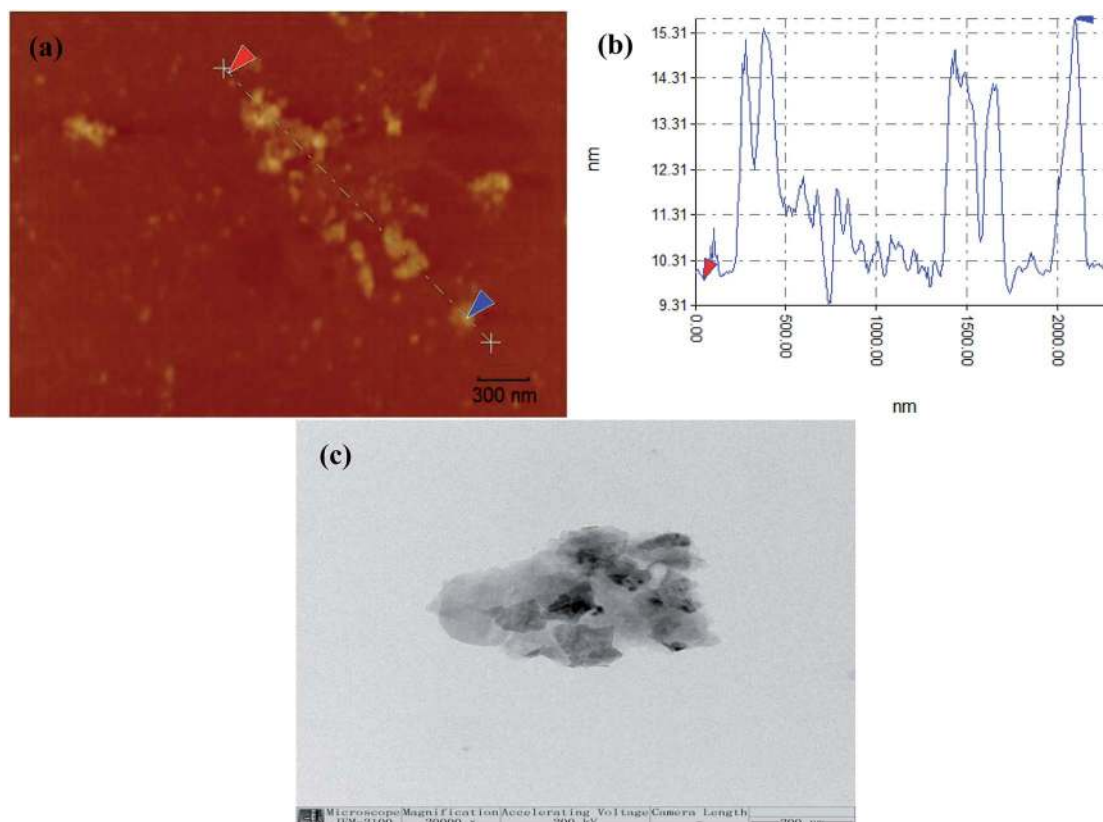 (a)
300 nm
(b)
nm
15.31
14.31
13.31
12.31
11.31
10.31
9.31
0.00
500.00
1000.00
1500.00
2000.00
nm
(c)
Microscope Magnification Accelerating Voltage Camera Length